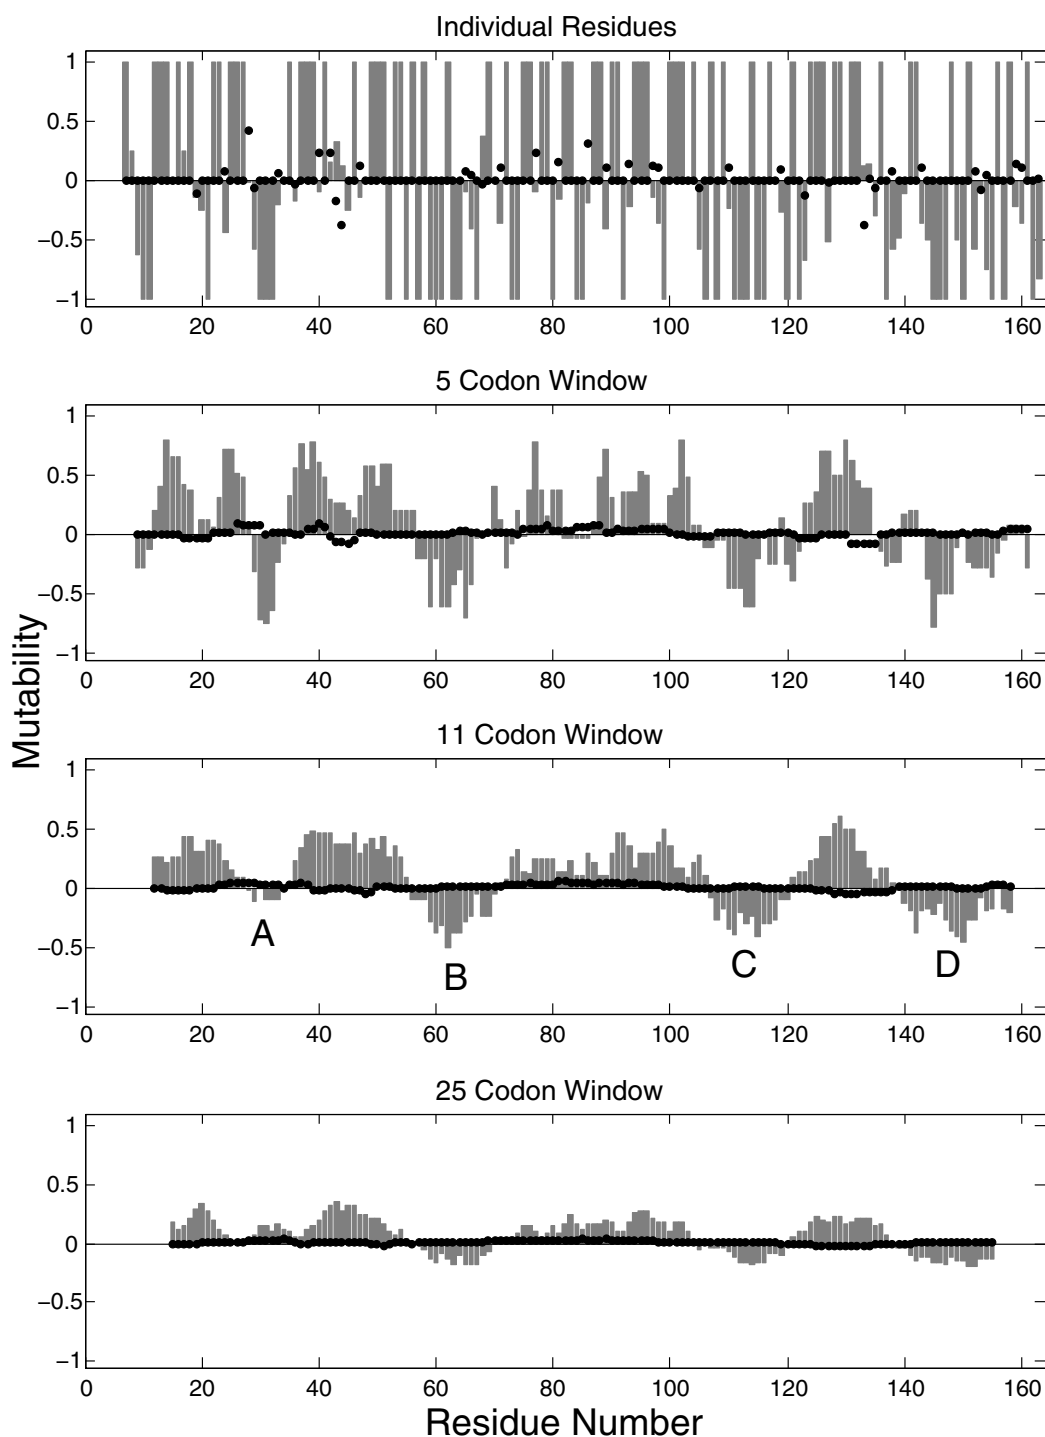 Individual Residues
1
0.5
0
−0.5
−1
0 20 40 60 80 100 120 140 160
5 Codon Window
1
0.5
0
−0.5
−1
0 20 40 60 80 100 120 140 160
Mutability
11 Codon Window
1
0.5
0
−0.5
−1
A
B
C
D
0 20 40 60 80 100 120 140 160
25 Codon Window
1
0.5
0
−0.5
−1
0 20 40 60 80 100 120 140 160
Residue Number